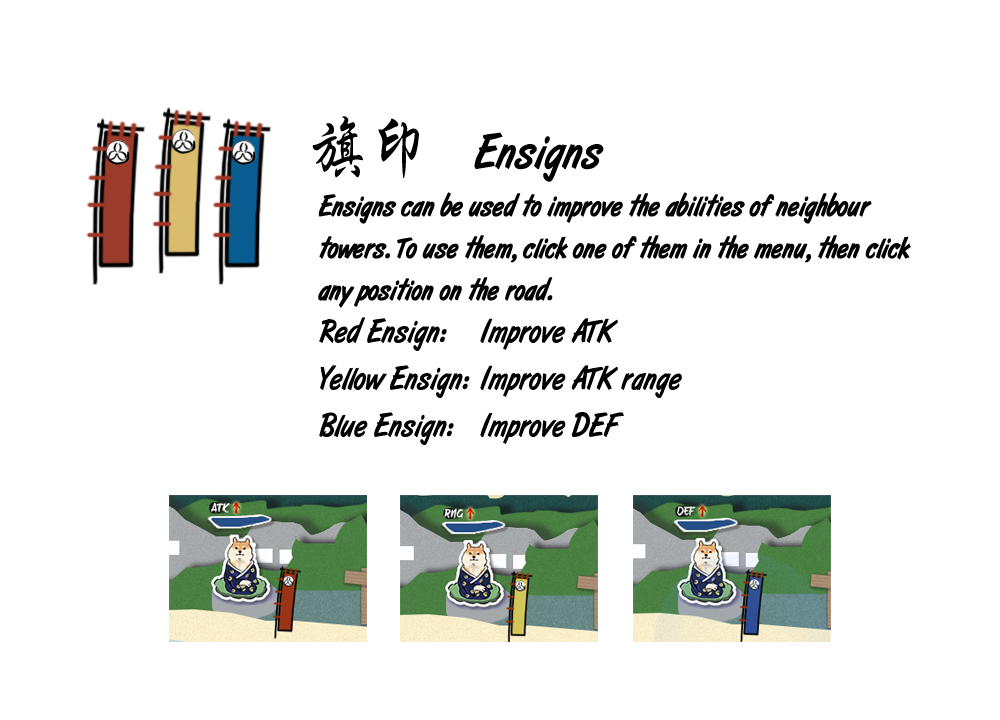 旗印 Ensigns
Ensigns can be used to improve the abilities of neighbour
towers. To use them, click one of them in the menu, then click
any position on the road.
Red Ensign: Improve ATK
Yellow Ensign: Improve ATK range
Blue Ensign: Improve DEF
ATK
RNG
DEF